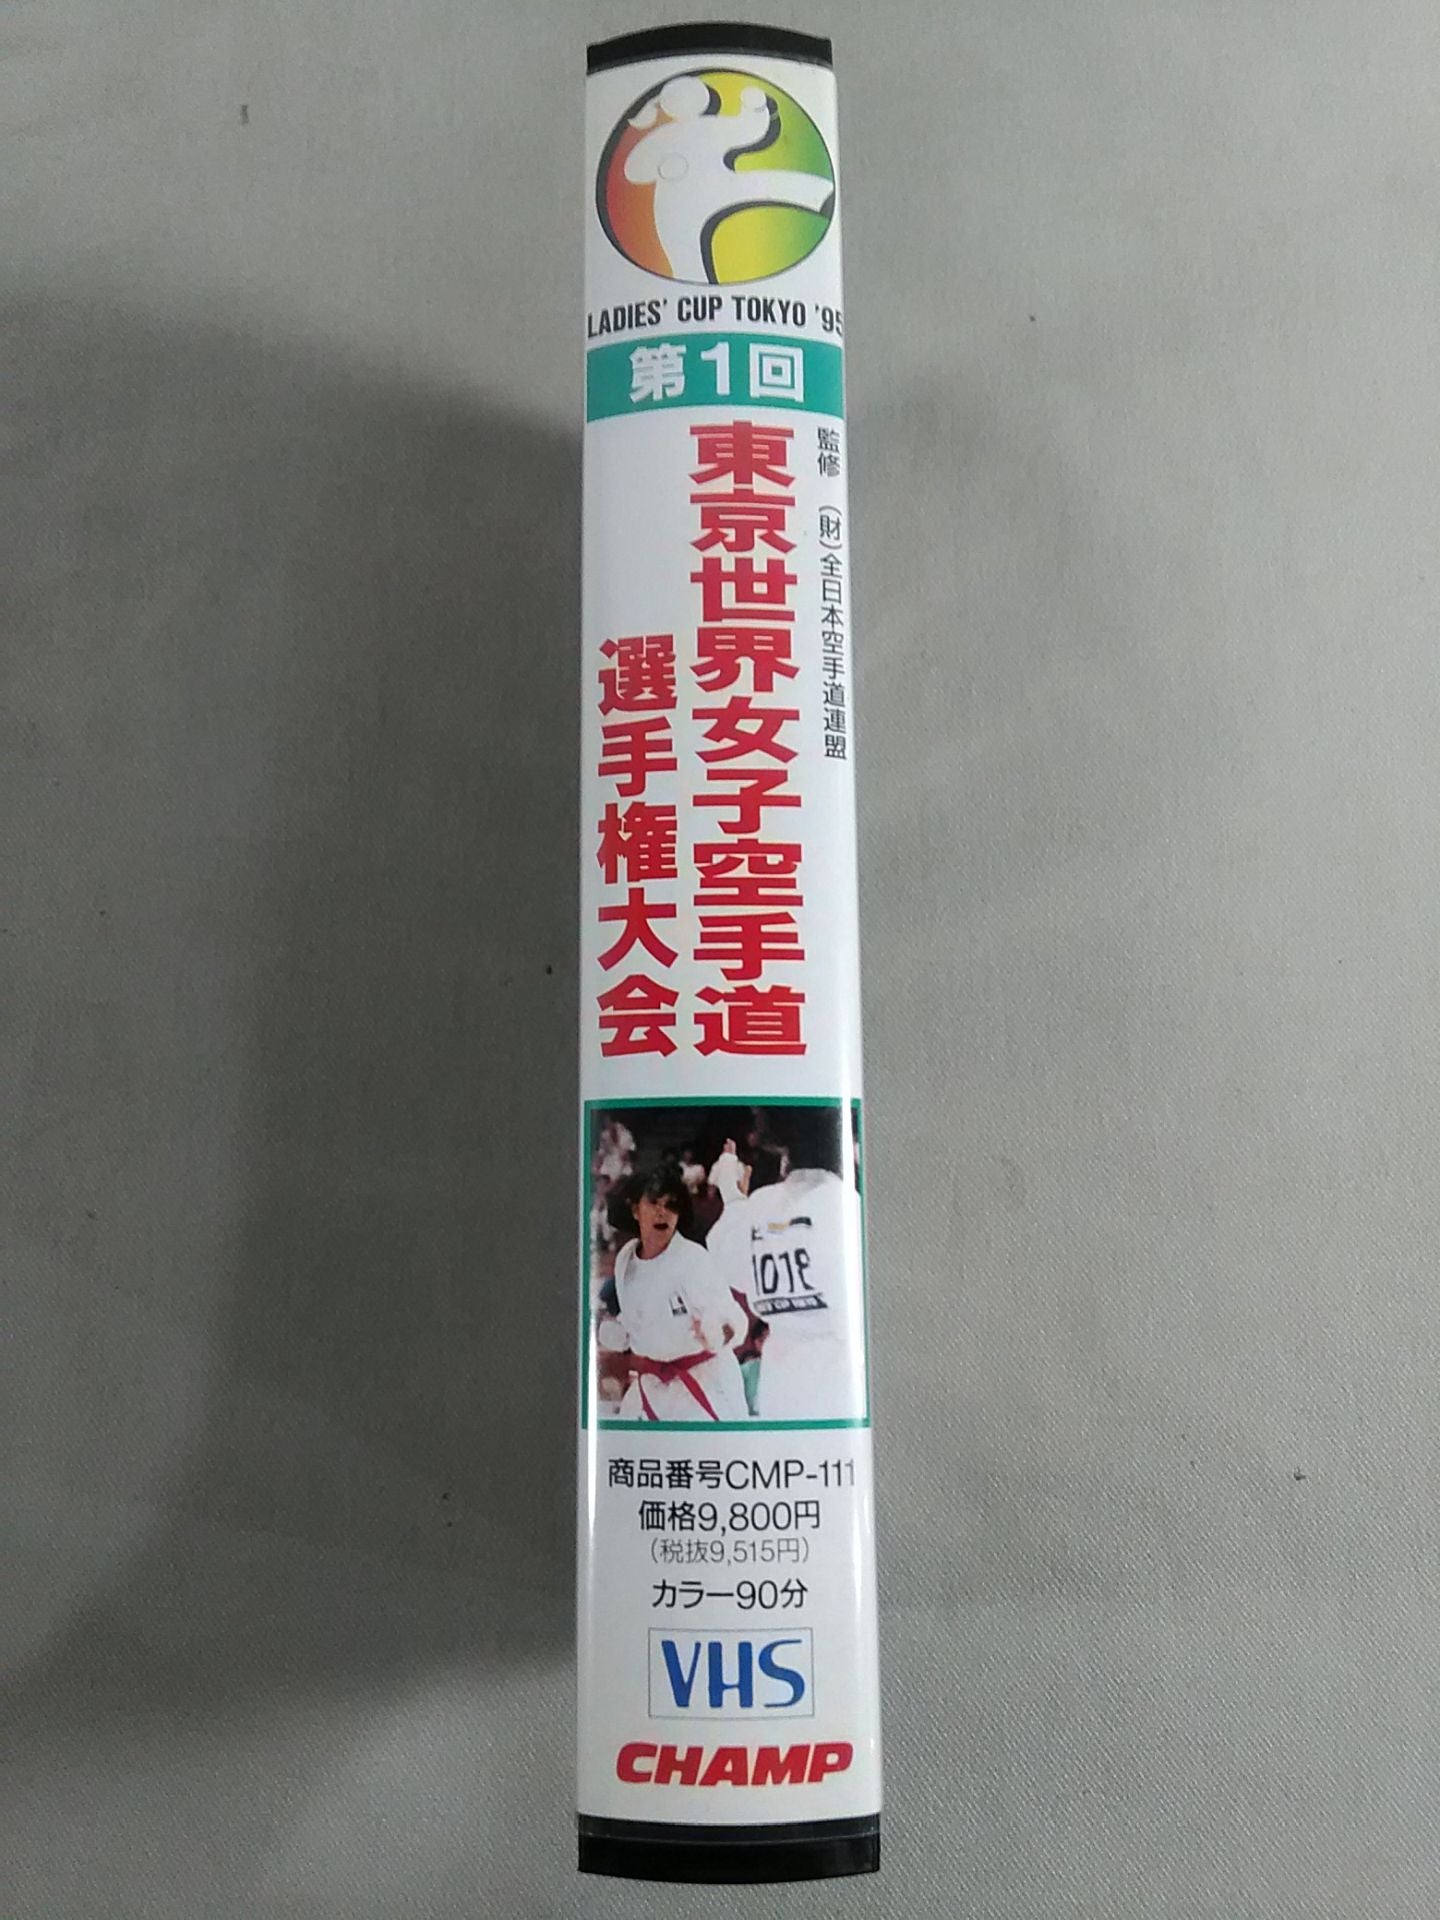 LADIES' CUP TOKYO '95
第1回
監修 (財)全日本空手道連盟
東京世界女子空手道
選手権大会
商品番号CMP-111
価格9,800円
(税抜9,515円)
カラー90分
VHS
CHAMP